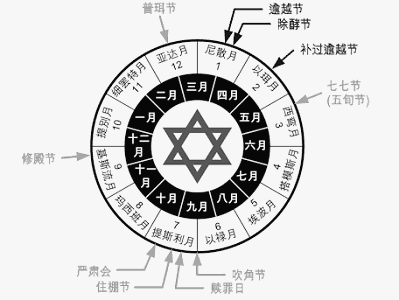 普珥节
逾越节
除酵节
补过逾越节
七七节
(五旬节)
修殿节
严肃会
住棚节
赎罪日
吹角节
尼散月
1
以珥月
2
西弯月
3
搭模斯月
4
埃波月
5
以禄月
6
提斯利月
7
玛西班月
8
基斯流月
9
提别月
10
细罢特月
11
亚达月
12
三月
四月
五月
六月
七月
八月
九月
十月
十一月
十二月
一月
二月